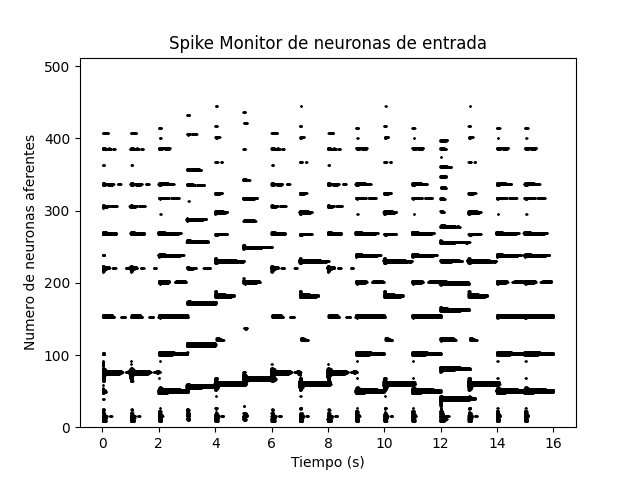 Spike Monitor de neuronas de entrada
500
400
300
200
100
0
Numero de neuronas aferentes
0 2 4 6 8 10 12 14 16
Tiempo (s)